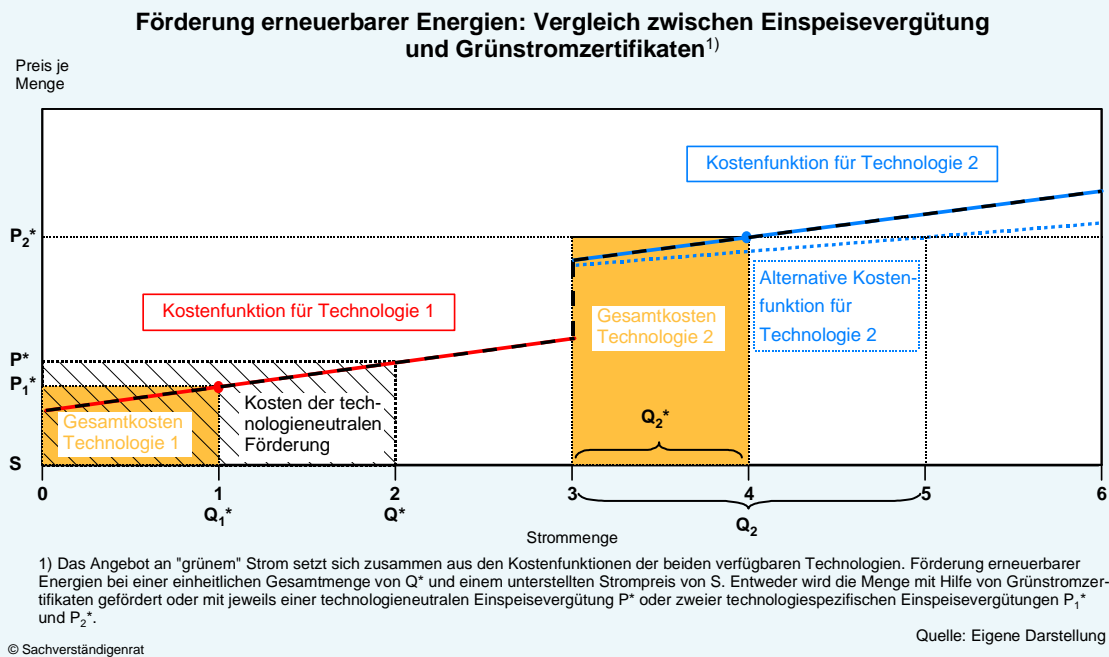 Förderung erneuerbarer Energien: Vergleich zwischen Einspeisevergütung
und Grünstromzertifikaten1)
Preis je
Menge
Kostenfunktion für Technologie 2
P2*
Alternative Kosten-
funktion für
Technologie 2
Kostenfunktion für Technologie 1
Gesamtkosten
Technologie 2
P*
P1*
Kosten der tech-
nologieneutralen
Förderung
Gesamtkosten
Technologie 1
Q2*
S
0 1 2 3 4 5 6
Q1* Q* Q2
Strommenge
1) Das Angebot an "grünem" Strom setzt sich zusammen aus den Kostenfunktionen der beiden verfügbaren Technologien. Förderung erneuerbarer
Energien bei einer einheitlichen Gesamtmenge von Q* und einem unterstellten Strompreis von S. Entweder wird die Menge mit Hilfe von Grünstromzer-
tifikaten gefördert oder mit jeweils einer technologieneutralen Einspeisevergütung P* oder zweier technologiespezifischen Einspeisevergütungen P1*
und P2*.
Quelle: Eigene Darstellung
© Sachverständigenrat